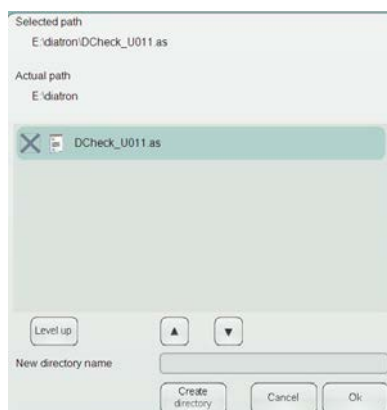 Selected path
E:\diatron\DCheck_U011.as
Actual path
E:\diatron
DCheck_U011.as
Level up
▲
▼
New directory name
Create
directory
Cancel
Ok